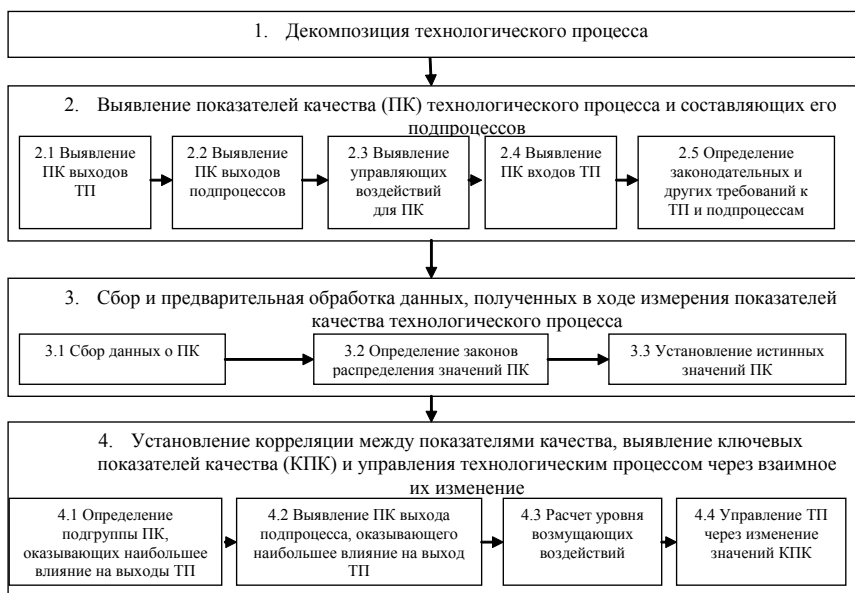 1. Декомпозиция технологического процесса
2. Выявление показателей качества (ПК) технологического процесса и составляющих его
подпроцессов
2.1 Выявление
ПК выходов
ТП
2.2 Выявление
ПК выходов
подпроцессов
2.3 Выявление
управляющих
воздействий
для ПК
2.4 Выявление
ПК входов ТП
2.5 Определение
законодательных и
других требований к
ТП и подпроцессам
3. Сбор и предварительная обработка данных, полученных в ходе измерения показателей
качества технологического процесса
3.1 Сбор данных о ПК
3.2 Определение законов
распределения значений ПК
3.3 Установление истинных
значений ПК
4. Установление корреляции между показателями качества, выявление ключевых
показателей качества (КПК) и управления технологическим процессом через взаимное
их изменение
4.1 Определение
подгруппы ПК,
оказывающих наибольшее
влияние на выходы ТП
4.2 Выявление ПК выхода
подпроцесса, оказывающего
наибольшее влияние на выход
ТП
4.3 Расчет уровня
возмущающих
воздействий
4.4 Управление ТП
через изменение
значений КПК